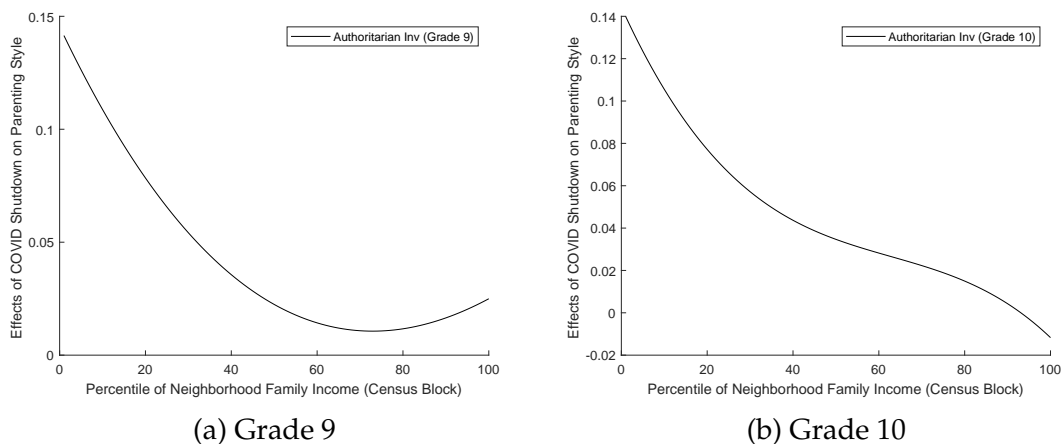 0.15
0.1
0.05
0
Effects of COVID Shutdown on Parenting Style
Authoritarian Inv (Grade 9)
0 20 40 60 80 100
Percentile of Neighborhood Family Income (Census Block)
(a) Grade 9
0.14
0.12
0.1
0.08
0.06
0.04
0.02
0
-0.02
Effects of COVID Shutdown on Parenting Style
Authoritarian Inv (Grade 10)
0 20 40 60 80 100
Percentile of Neighborhood Family Income (Census Block)
(b) Grade 10